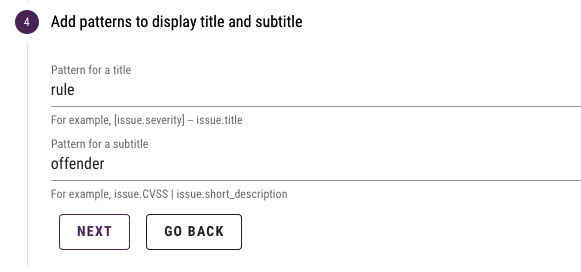 4 Add patterns to display title and subtitle
Pattern for a title
rule
For example, [issue.severity] -- issue.title
Pattern for a subtitle
offender
For example, issue.CVSS | issue.short_description
NEXT GO BACK